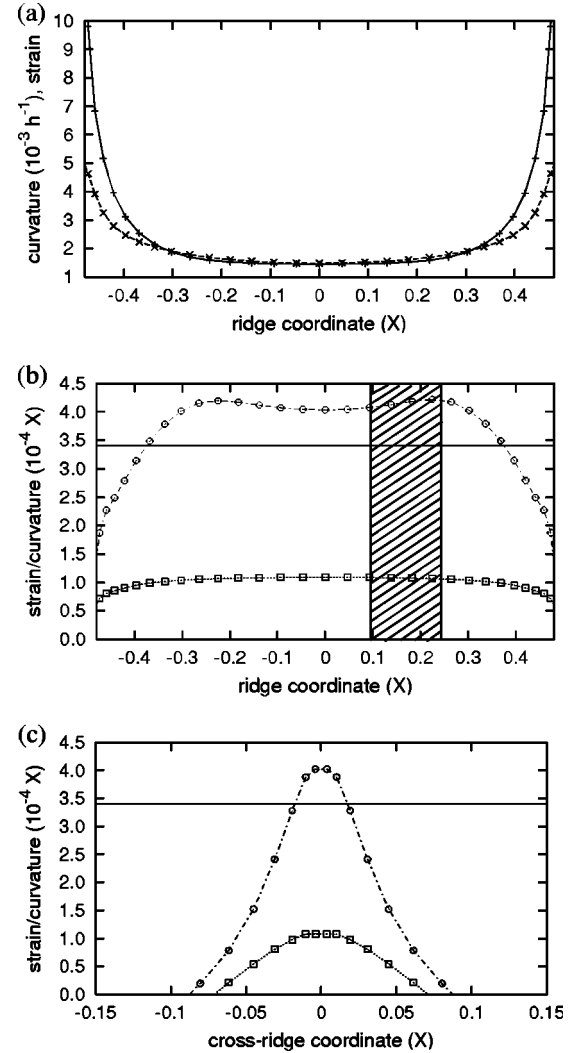 (a)
10
9
8
7
6
5
4
3
2
1
curvature (10⁻³ h⁻¹), strain
-0.4 -0.3 -0.2 -0.1 0 0.1 0.2 0.3 0.4
ridge coordinate (X)
(b)
4.5
4.0
3.5
3.0
2.5
2.0
1.5
1.0
0.5
0.0
strain/curvature (10⁻⁴ X)
-0.4 -0.3 -0.2 -0.1 0 0.1 0.2 0.3 0.4
ridge coordinate (X)
(c)
4.5
4.0
3.5
3.0
2.5
2.0
1.5
1.0
0.5
0.0
strain/curvature (10⁻⁴ X)
-0.15 -0.1 -0.05 0 0.05 0.1 0.15
cross-ridge coordinate (X)